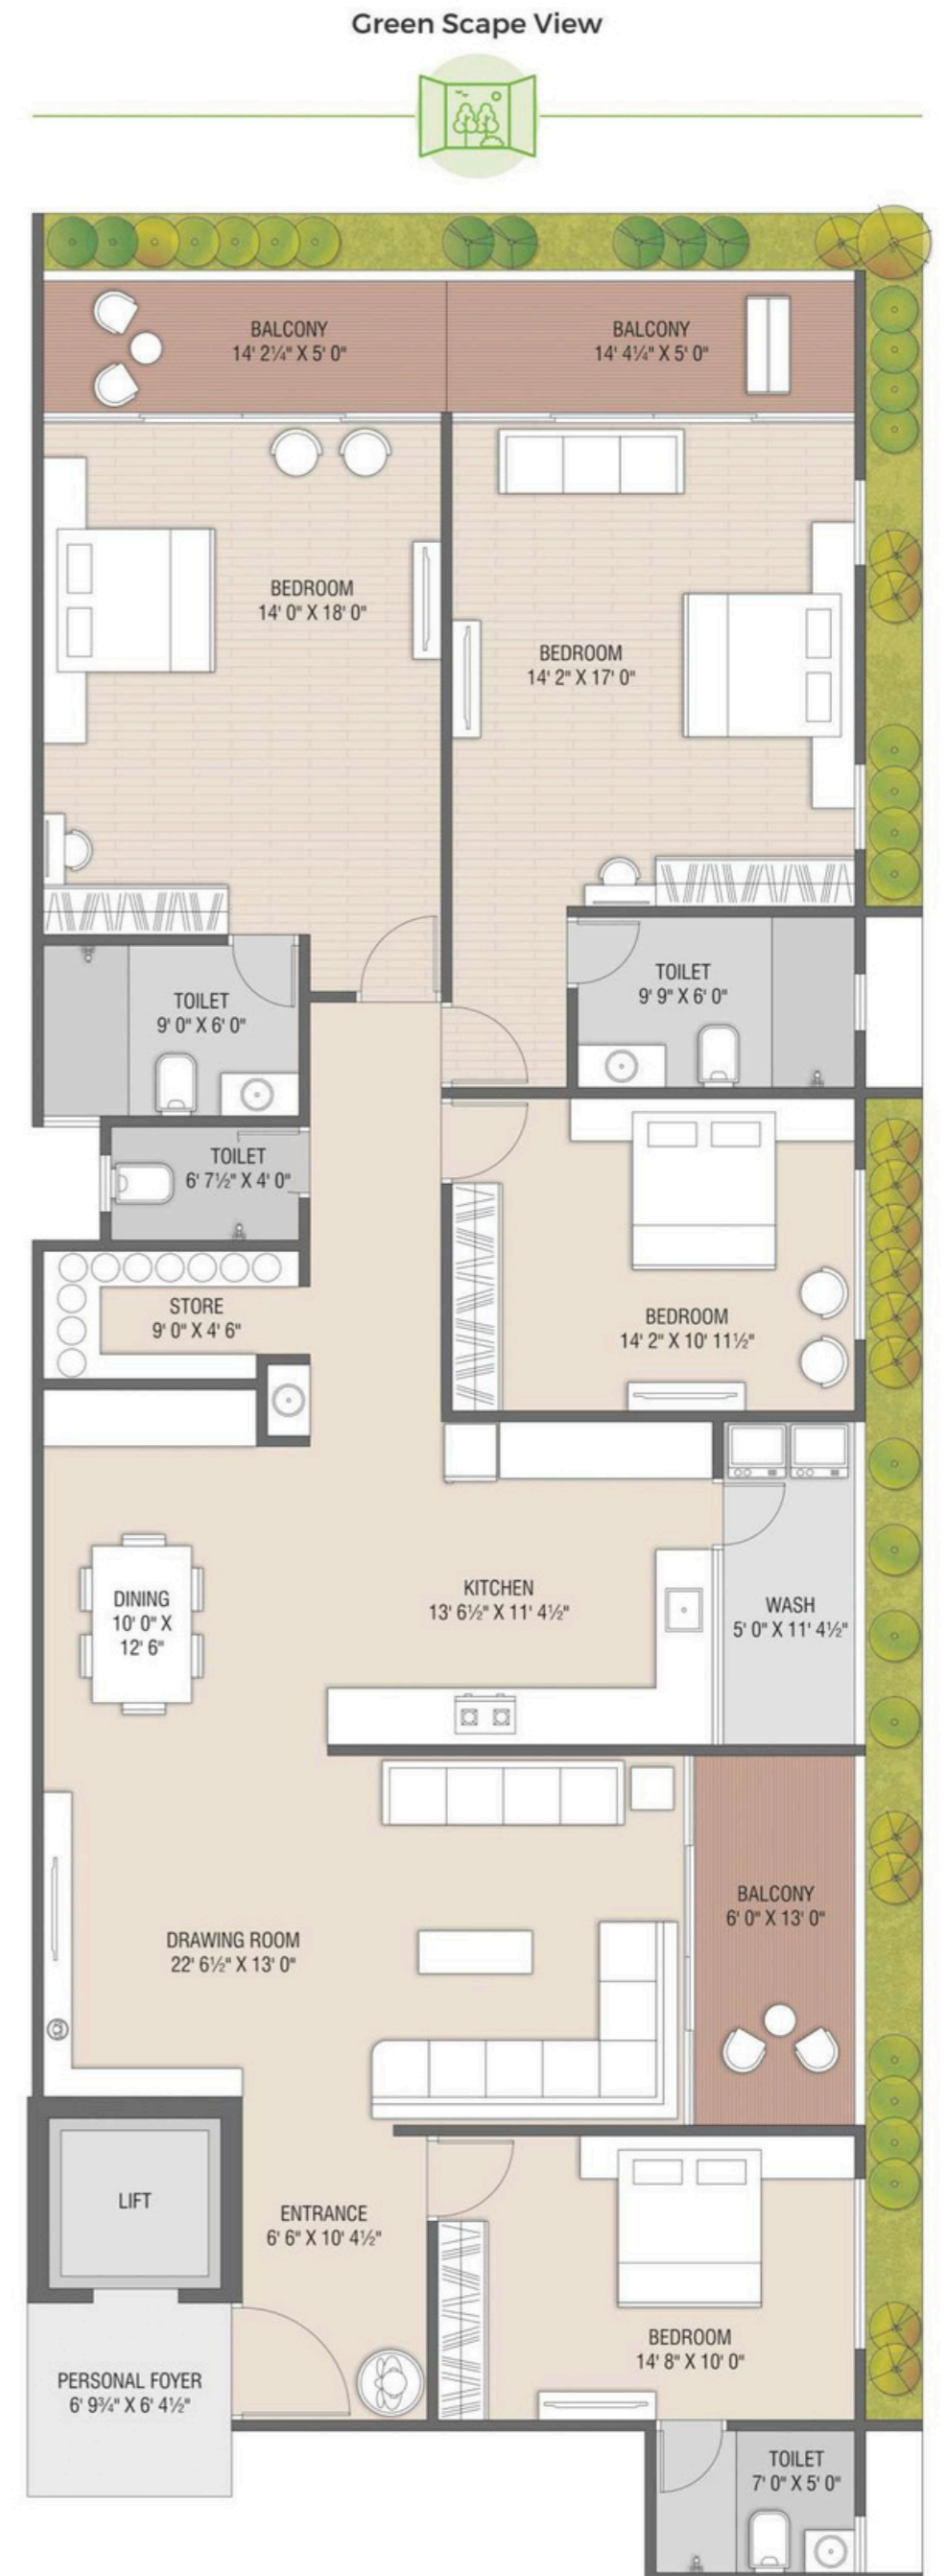 Green Scape View
BALCONY
14' 2¼" X 5' 0"
BALCONY
14' 4¼" X 5' 0"
BEDROOM
14' 0" X 18' 0"
BEDROOM
14' 2" X 17' 0"
TOILET
9' 0" X 6' 0"
TOILET
9' 9" X 6' 0"
TOILET
6' 7½" X 4' 0"
STORE
9' 0" X 4' 6"
BEDROOM
14' 2" X 10' 11½"
DINING
10' 0" X
12' 6"
KITCHEN
13' 6½" X 11' 4½"
WASH
5' 0" X 11' 4½"
BALCONY
6' 0" X 13' 0"
DRAWING ROOM
22' 6½" X 13' 0"
LIFT
ENTRANCE
6' 6" X 10' 4½"
BEDROOM
14' 8" X 10' 0"
PERSONAL FOYER
6' 9¾" X 6' 4½"
TOILET
7' 0" X 5' 0"